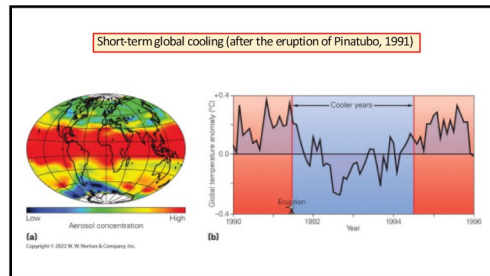 Short-term global cooling (after the eruption of Pinatubo, 1991)
Low
High
Aerosol concentration
(a)
Copyright © 2022 W. W. Norton & Company, Inc.
Global temperature anomaly (°C)
+0.4
0.0
−0.4
Cooler years
Eruption
1990
1992
1994
1996
Year
(b)